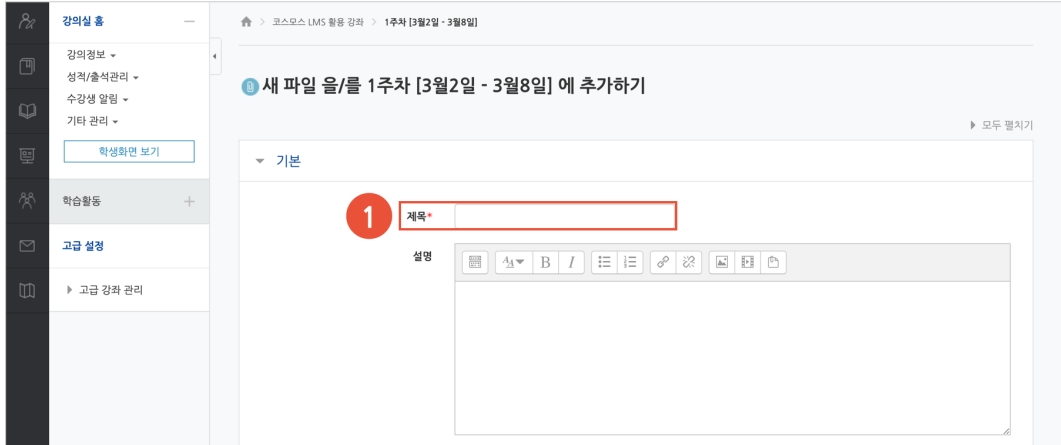 강의실 홈
강의정보
성적/출석관리
수강생 알림
기타 관리
학생화면 보기
학습활동
고급 설정
고급 강좌 관리
코스모스 LMS 활용 강좌 > 1주차 [3월2일 - 3월8일]
새 파일 을/를 1주차 [3월2일 - 3월8일] 에 추가하기
모두 펼치기
기본
1 제목*
설명
B I